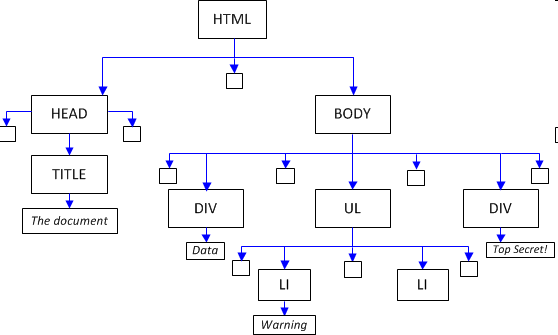 HTML
HEAD
BODY
TITLE
The document
DIV
UL
DIV
Data
Top Secret!
LI
LI
Warning